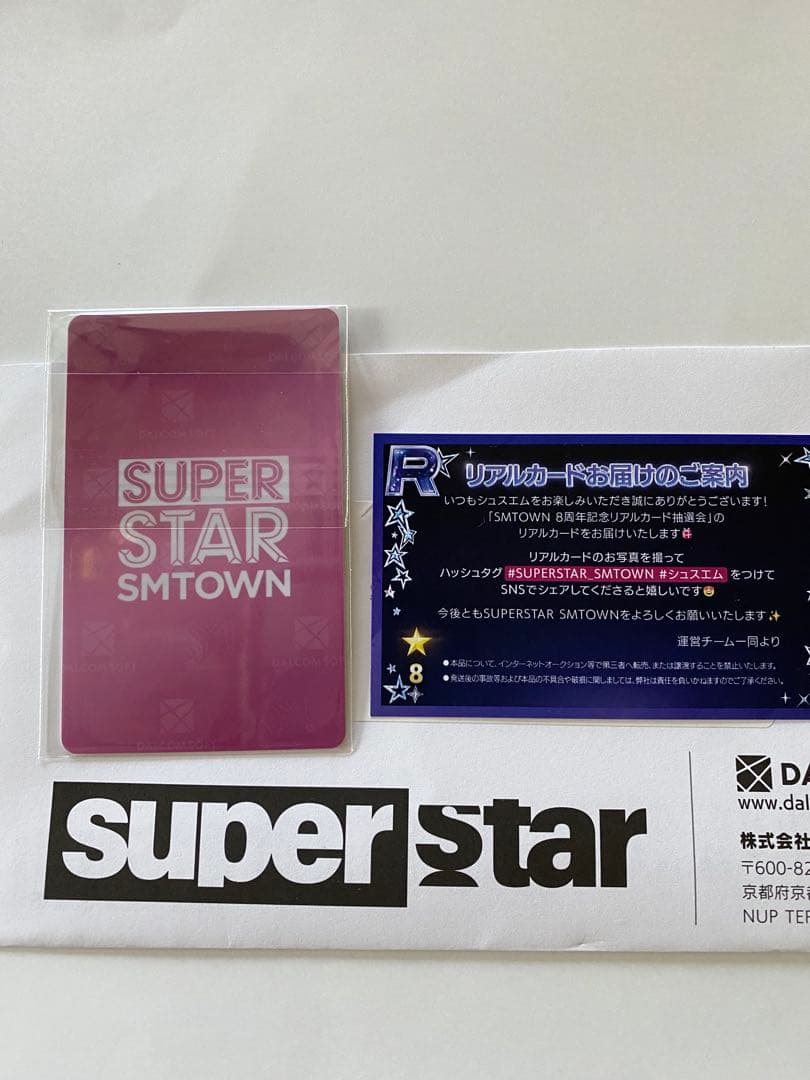 DALCOMSOFT
DALCOMSOFT
SUPER
STAR
SMTOWN
DALCOMSOFT
DALCOMSOFT
DALCOMSOFT
R
リアルカードお届けのご案内
いつもシュスエムをお楽しみいただき誠にありがとうございます！
「SMTOWN 8周年記念リアルカード抽選会」の
リアルカードをお届けいたします🎁
リアルカードのお写真を撮って
ハッシュタグ #SUPERSTAR_SMTOWN #シュスエム をつけて
SNSでシェアしてくださると嬉しいです😊
今後ともSUPERSTAR SMTOWNをよろしくお願いいたします✨
運営チーム一同より
8
●本品について、インターネットオークション等で第三者へ転売、または譲渡することを禁止いたします。
●発送後の事故等および本品の不具合や破損に関しましては、弊社は責任を負いかねますのでご了承ください。
super star
DA
www.dal
株式会社
〒600-82
京都府京都
NUP TER